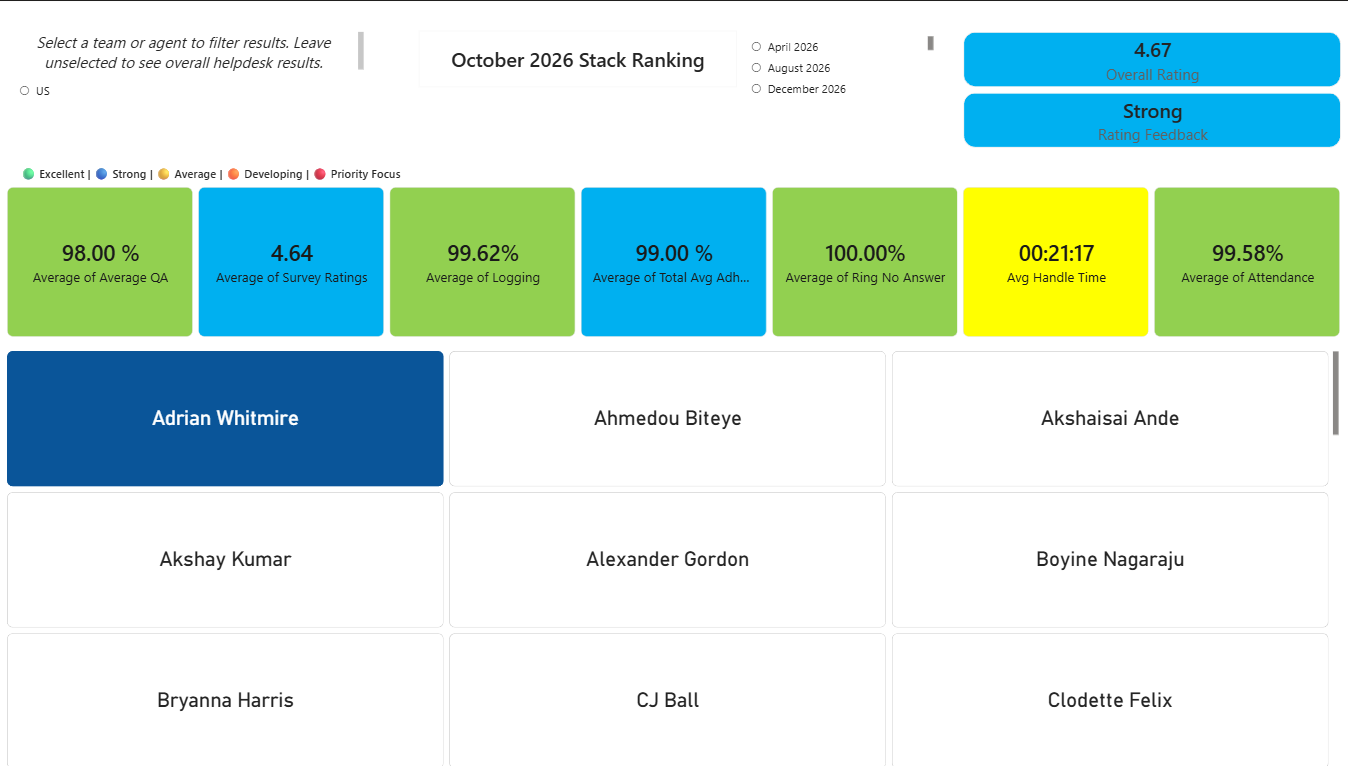 Select a team or agent to filter results. Leave
unselected to see overall helpdesk results.
US
October 2026 Stack Ranking
April 2026
August 2026
December 2026
4.67
Overall Rating
Strong
Rating Feedback
Excellent | Strong | Average | Developing | Priority Focus
98.00 %
Average of Average QA
4.64
Average of Survey Ratings
99.62%
Average of Logging
99.00 %
Average of Total Avg Adh...
100.00%
Average of Ring No Answer
00:21:17
Avg Handle Time
99.58%
Average of Attendance
Adrian Whitmire
Ahmedou Biteye
Akshaisai Ande
Akshay Kumar
Alexander Gordon
Boyine Nagaraju
Bryanna Harris
CJ Ball
Clodette Felix